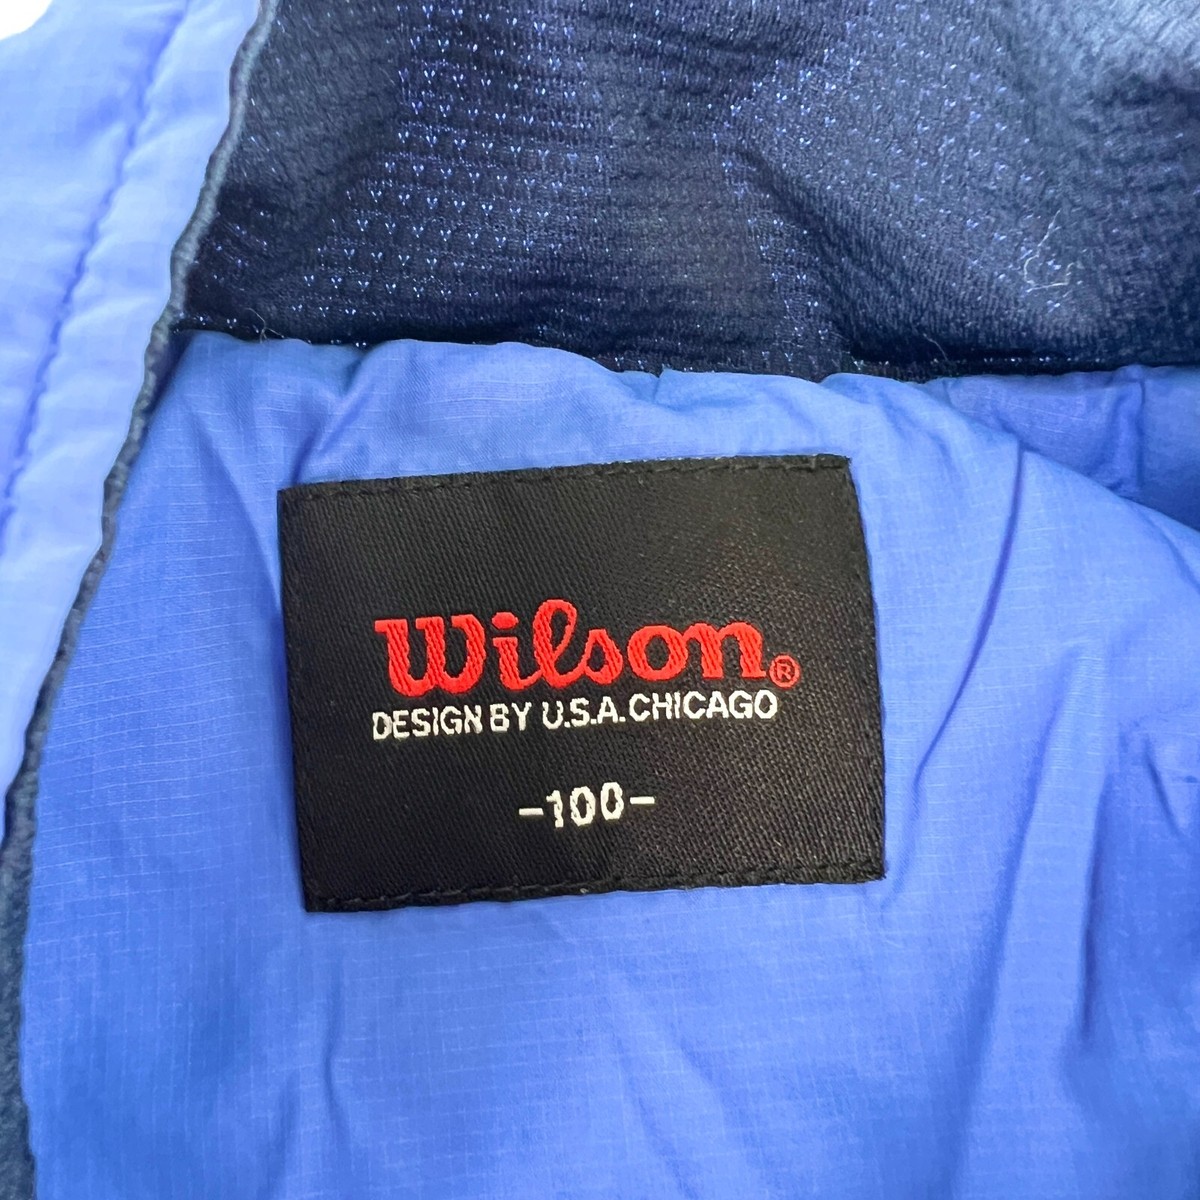 Wilson®
DESIGN BY U.S.A. CHICAGO
-100-